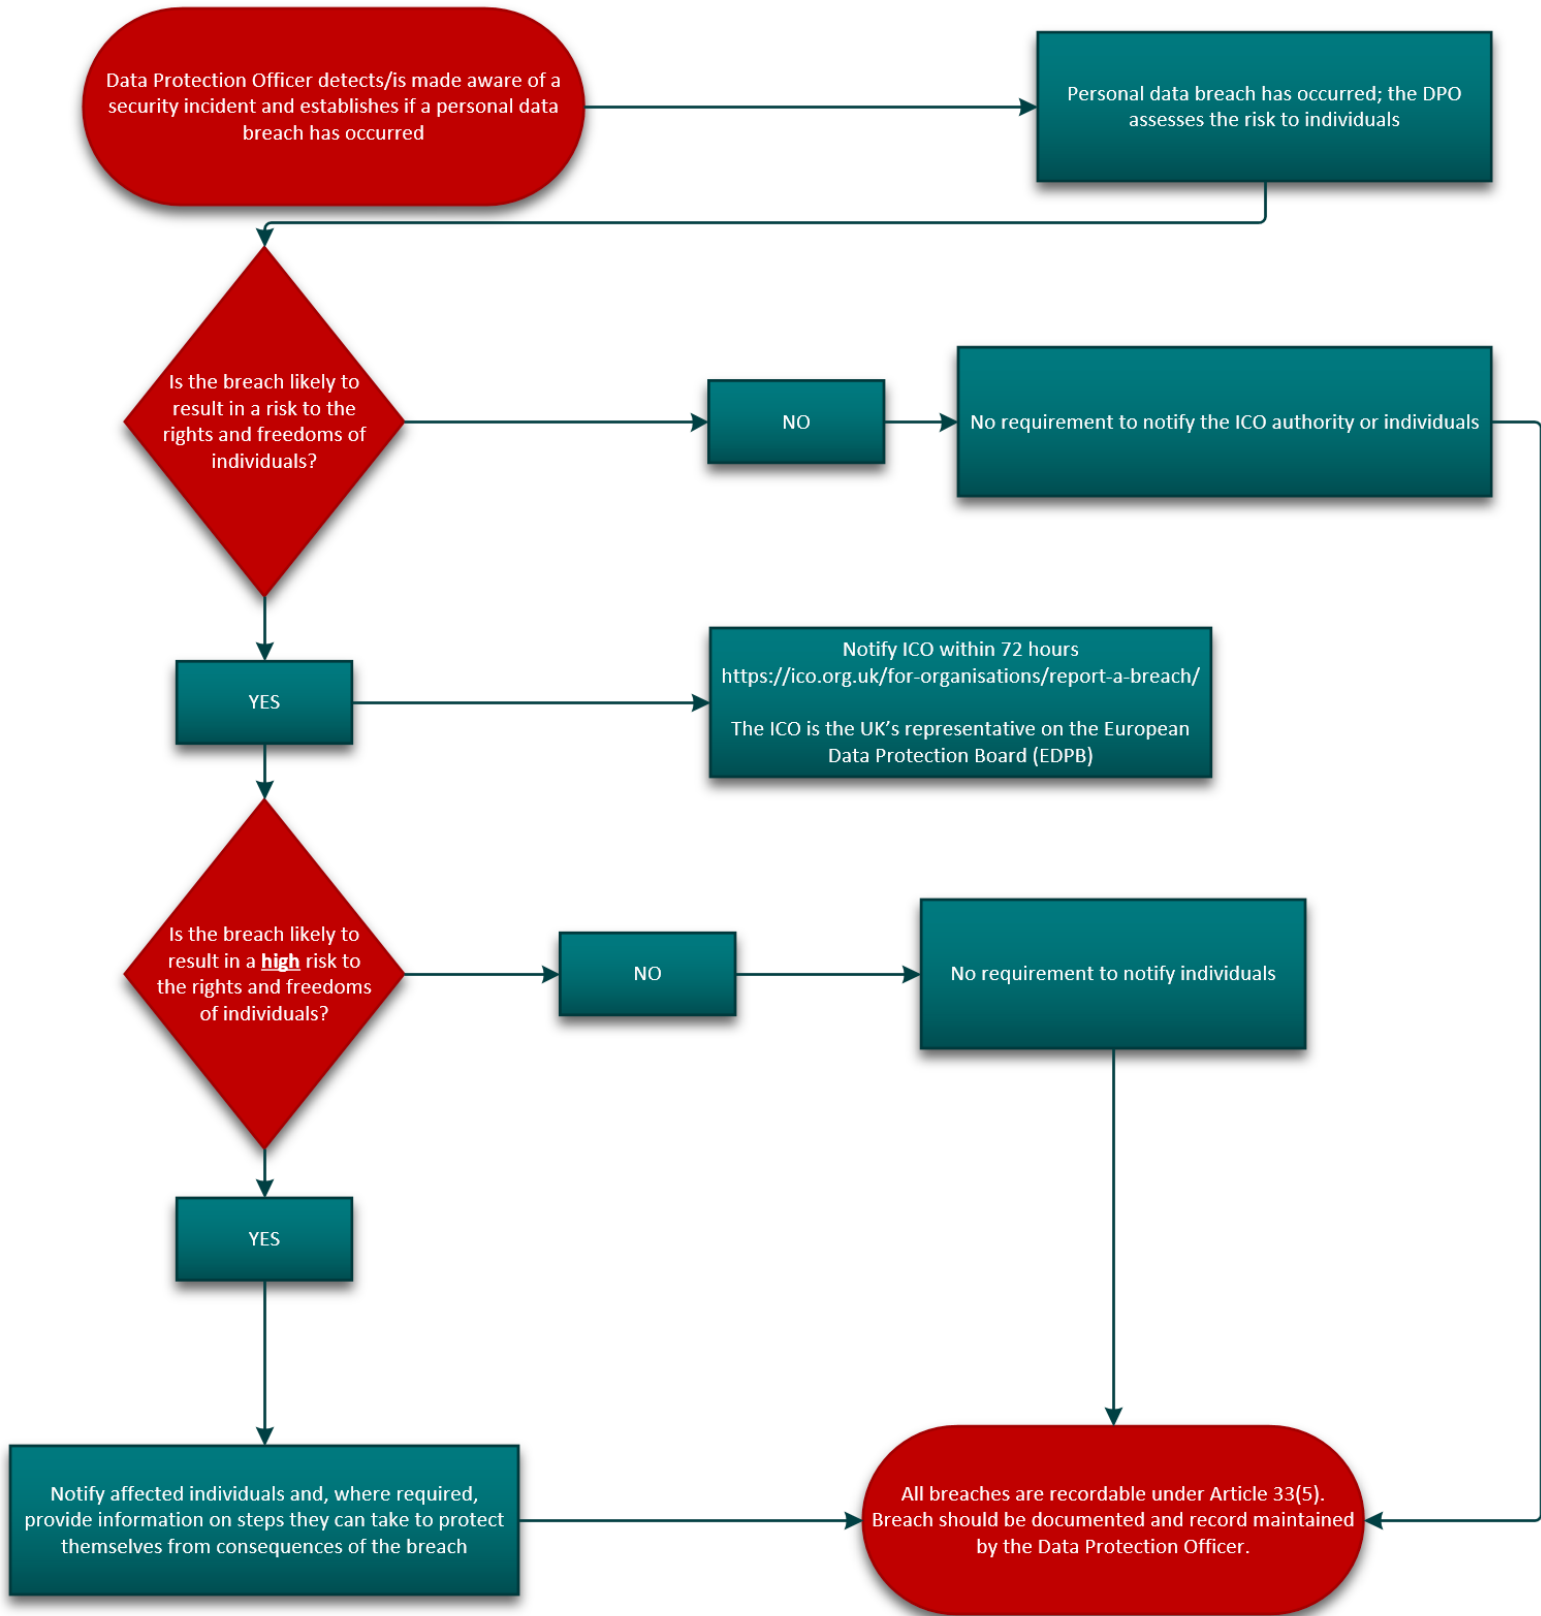 Data Protection Officer detects/is made aware of a
security incident and establishes if a personal data
breach has occurred
Personal data breach has occurred; the DPO
assesses the risk to individuals
Is the breach likely to
result in a risk to the
rights and freedoms of
individuals?
NO
No requirement to notify the ICO authority or individuals
YES
Notify ICO within 72 hours
https://ico.org.uk/for-organisations/report-a-breach/
The ICO is the UK’s representative on the European
Data Protection Board (EDPB)
Is the breach likely to
result in a high risk to
the rights and freedoms
of individuals?
NO
No requirement to notify individuals
YES
Notify affected individuals and, where required,
provide information on steps they can take to protect
themselves from consequences of the breach
All breaches are recordable under Article 33(5).
Breach should be documented and record maintained
by the Data Protection Officer.